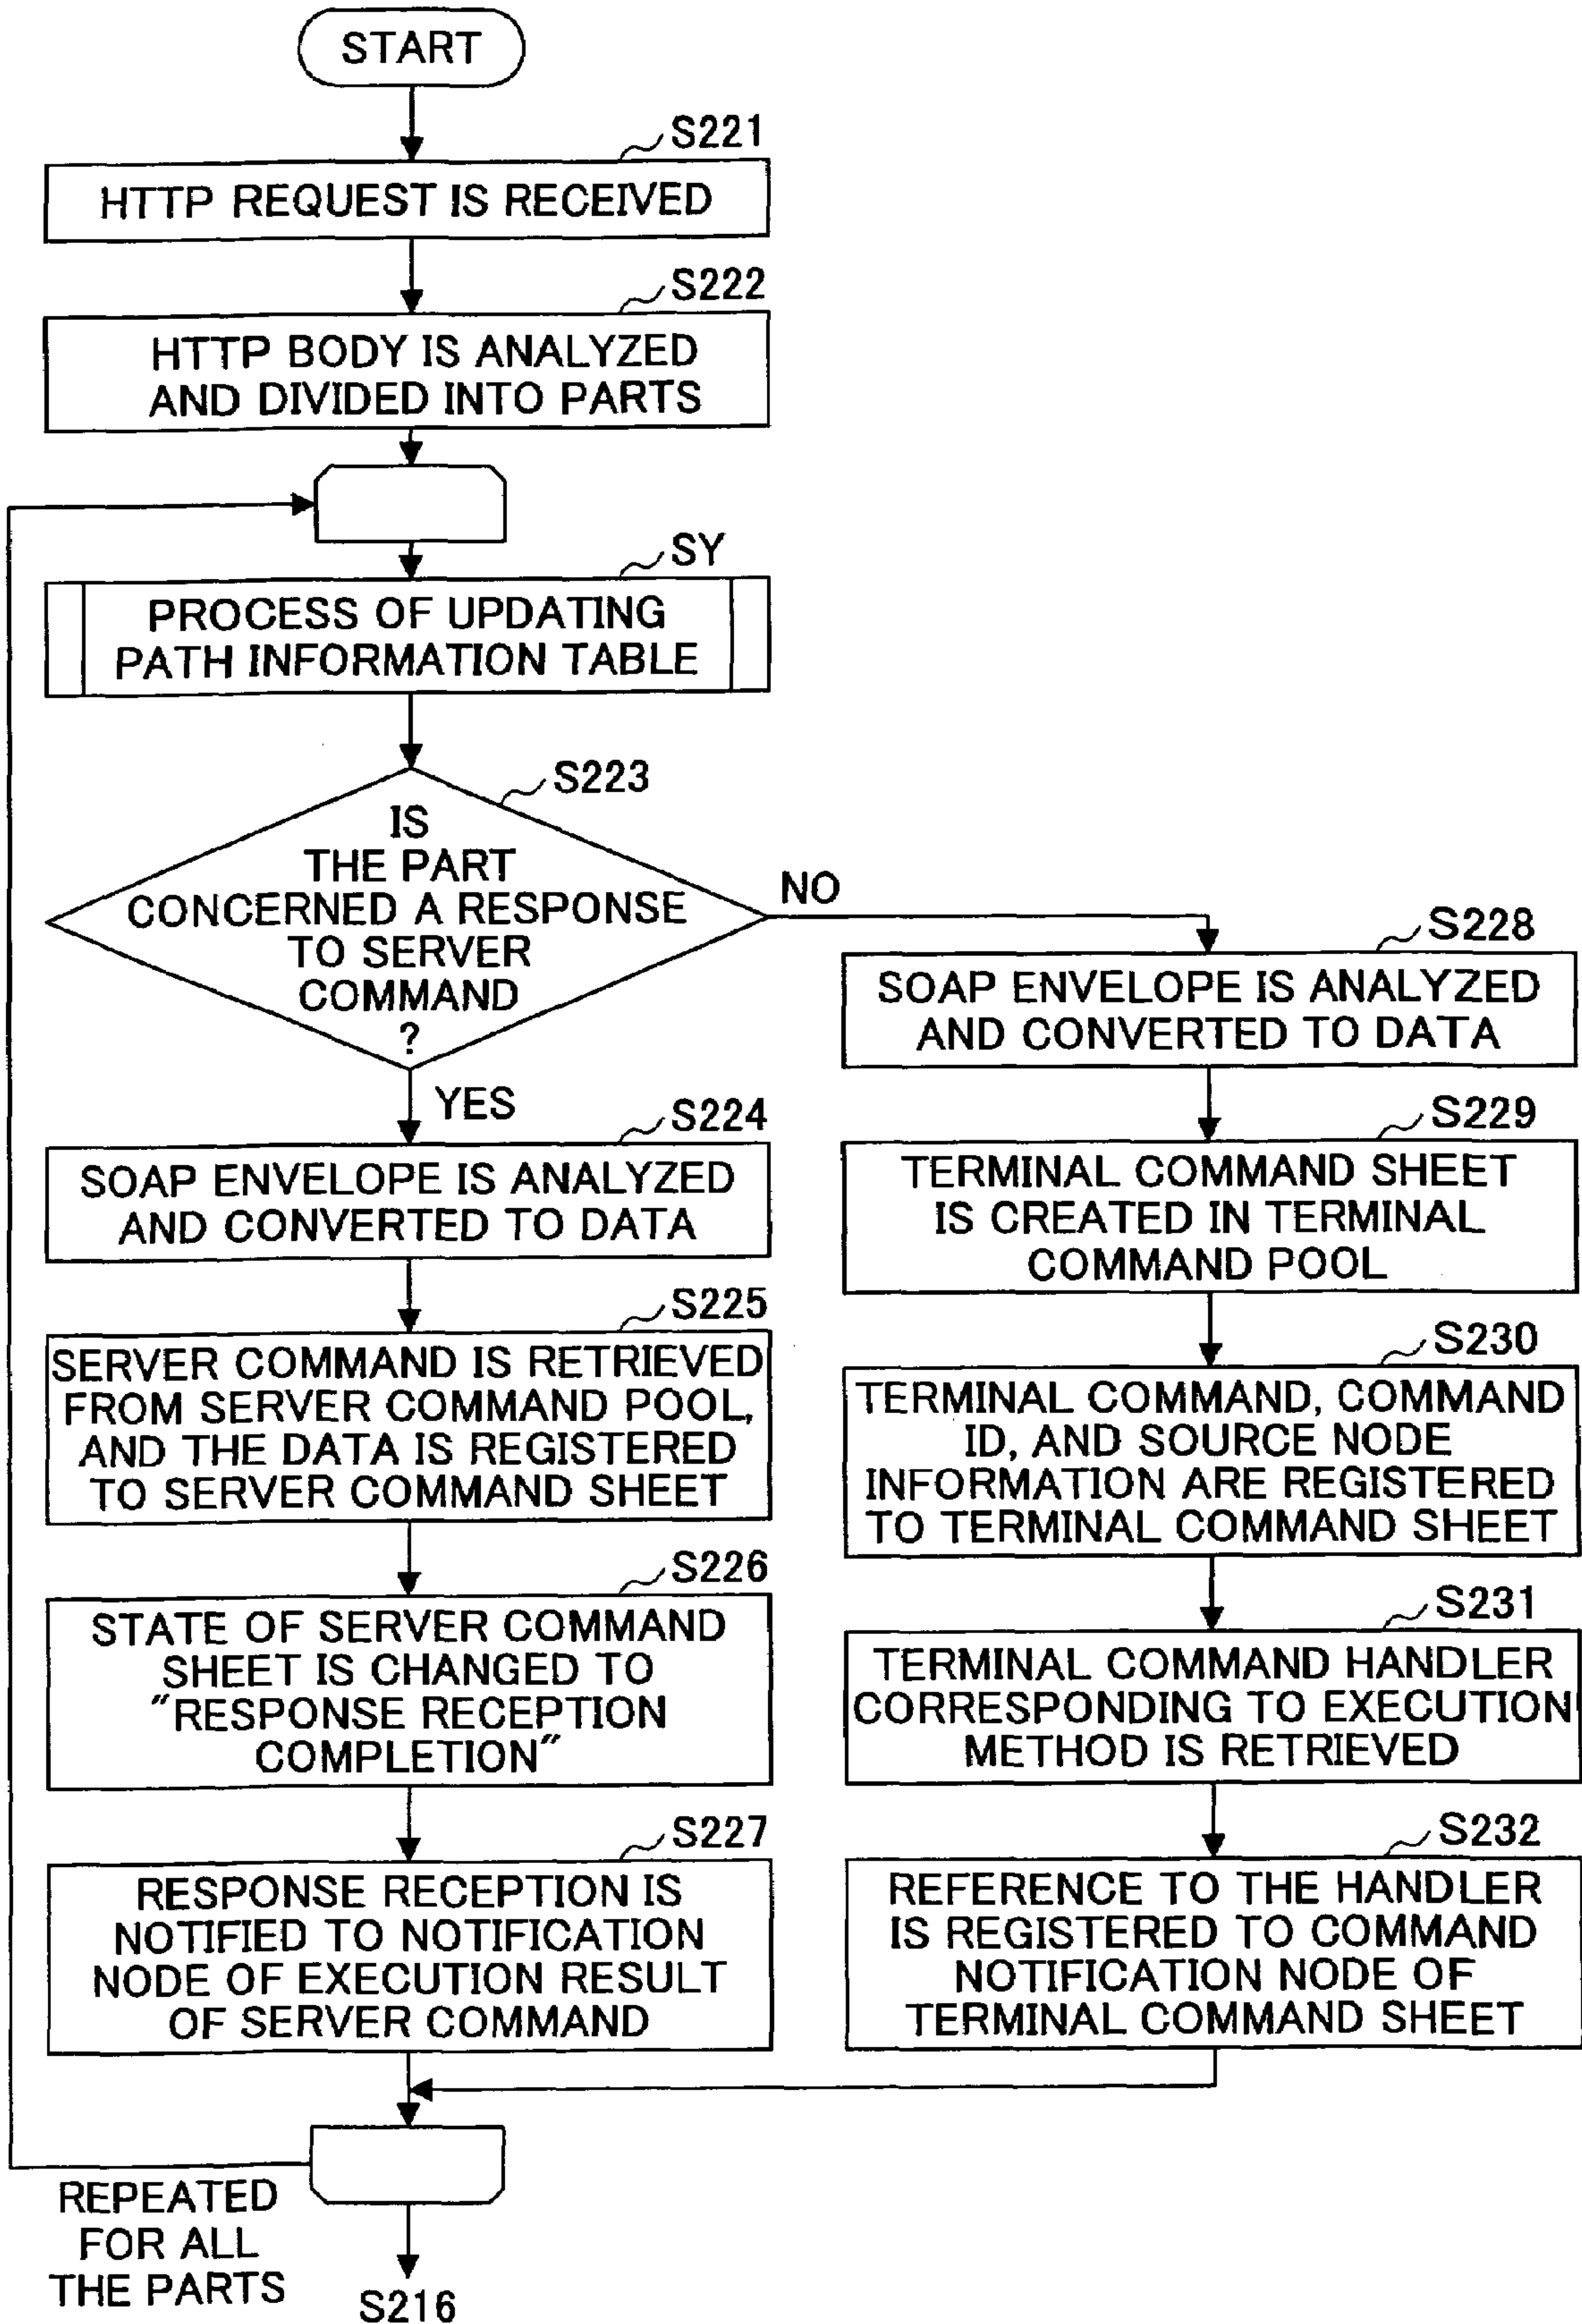 START
S221
HTTP REQUEST IS RECEIVED
S222
HTTP BODY IS ANALYZED
AND DIVIDED INTO PARTS
SY
PROCESS OF UPDATING
PATH INFORMATION TABLE
S223
IS
THE PART
CONCERNED A RESPONSE
TO SERVER
COMMAND
?
NO
YES
S224
SOAP ENVELOPE IS ANALYZED
AND CONVERTED TO DATA
S225
SERVER COMMAND IS RETRIEVED
FROM SERVER COMMAND POOL,
AND THE DATA IS REGISTERED
TO SERVER COMMAND SHEET
S226
STATE OF SERVER COMMAND
SHEET IS CHANGED TO
"RESPONSE RECEPTION
COMPLETION"
S227
RESPONSE RECEPTION IS
NOTIFIED TO NOTIFICATION
NODE OF EXECUTION RESULT
OF SERVER COMMAND
S228
SOAP ENVELOPE IS ANALYZED
AND CONVERTED TO DATA
S229
TERMINAL COMMAND SHEET
IS CREATED IN TERMINAL
COMMAND POOL
S230
TERMINAL COMMAND, COMMAND
ID, AND SOURCE NODE
INFORMATION ARE REGISTERED
TO TERMINAL COMMAND SHEET
S231
TERMINAL COMMAND HANDLER
CORRESPONDING TO EXECUTION
METHOD IS RETRIEVED
S232
REFERENCE TO THE HANDLER
IS REGISTERED TO COMMAND
NOTIFICATION NODE OF
TERMINAL COMMAND SHEET
REPEATED
FOR ALL
THE PARTS
S216